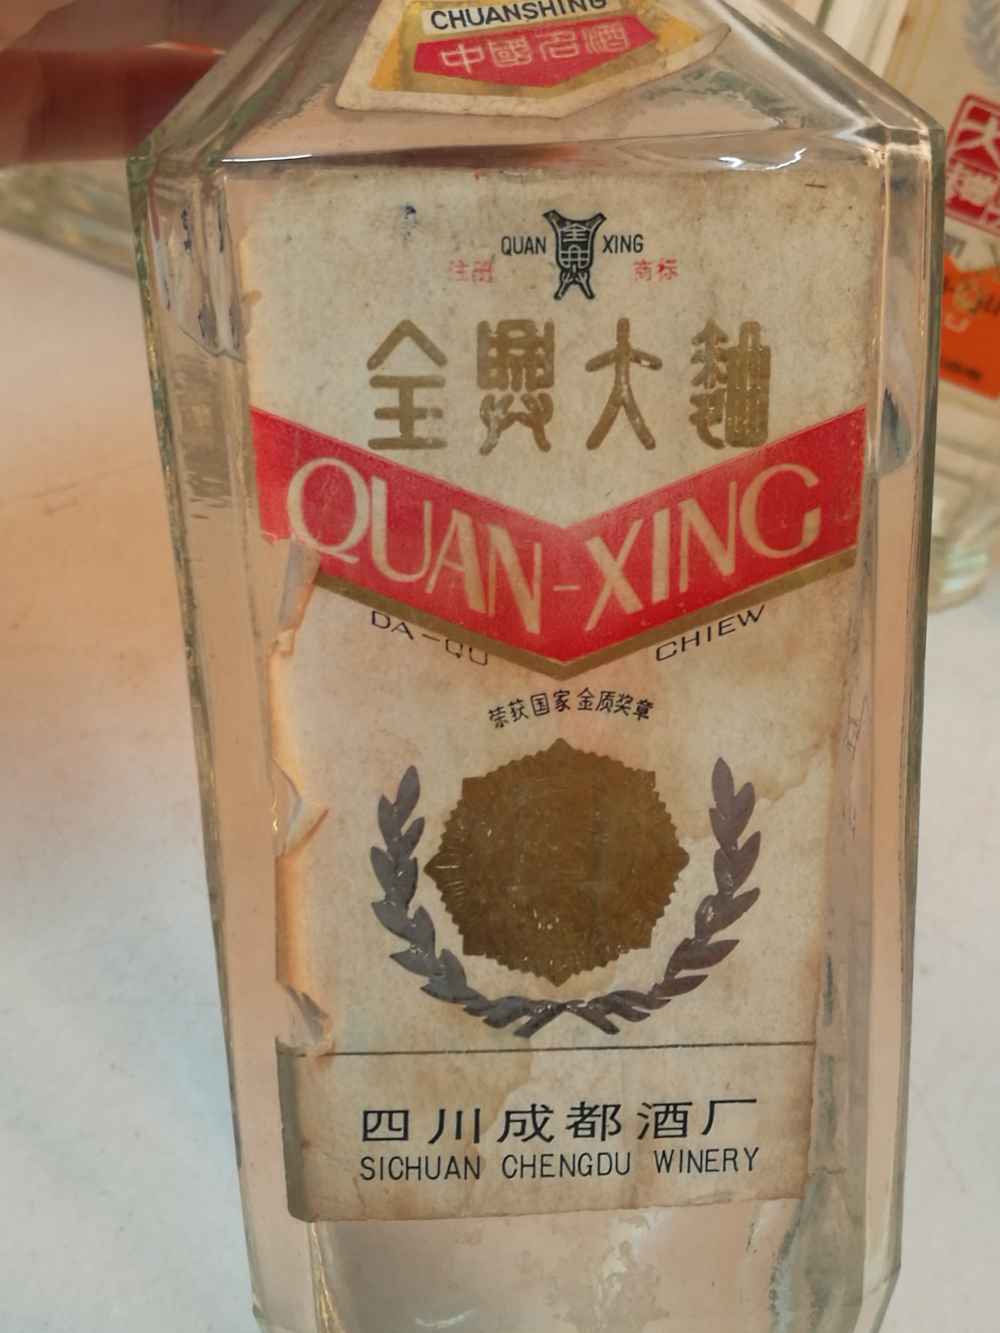 CHUANSHING
中國名酒
QUAN XING
注册 商标
全興大麯
QUAN-XING
DA-QU CHIEW
荣获国家金质奖章
四川成都酒厂
SICHUAN CHENGDU WINERY
大